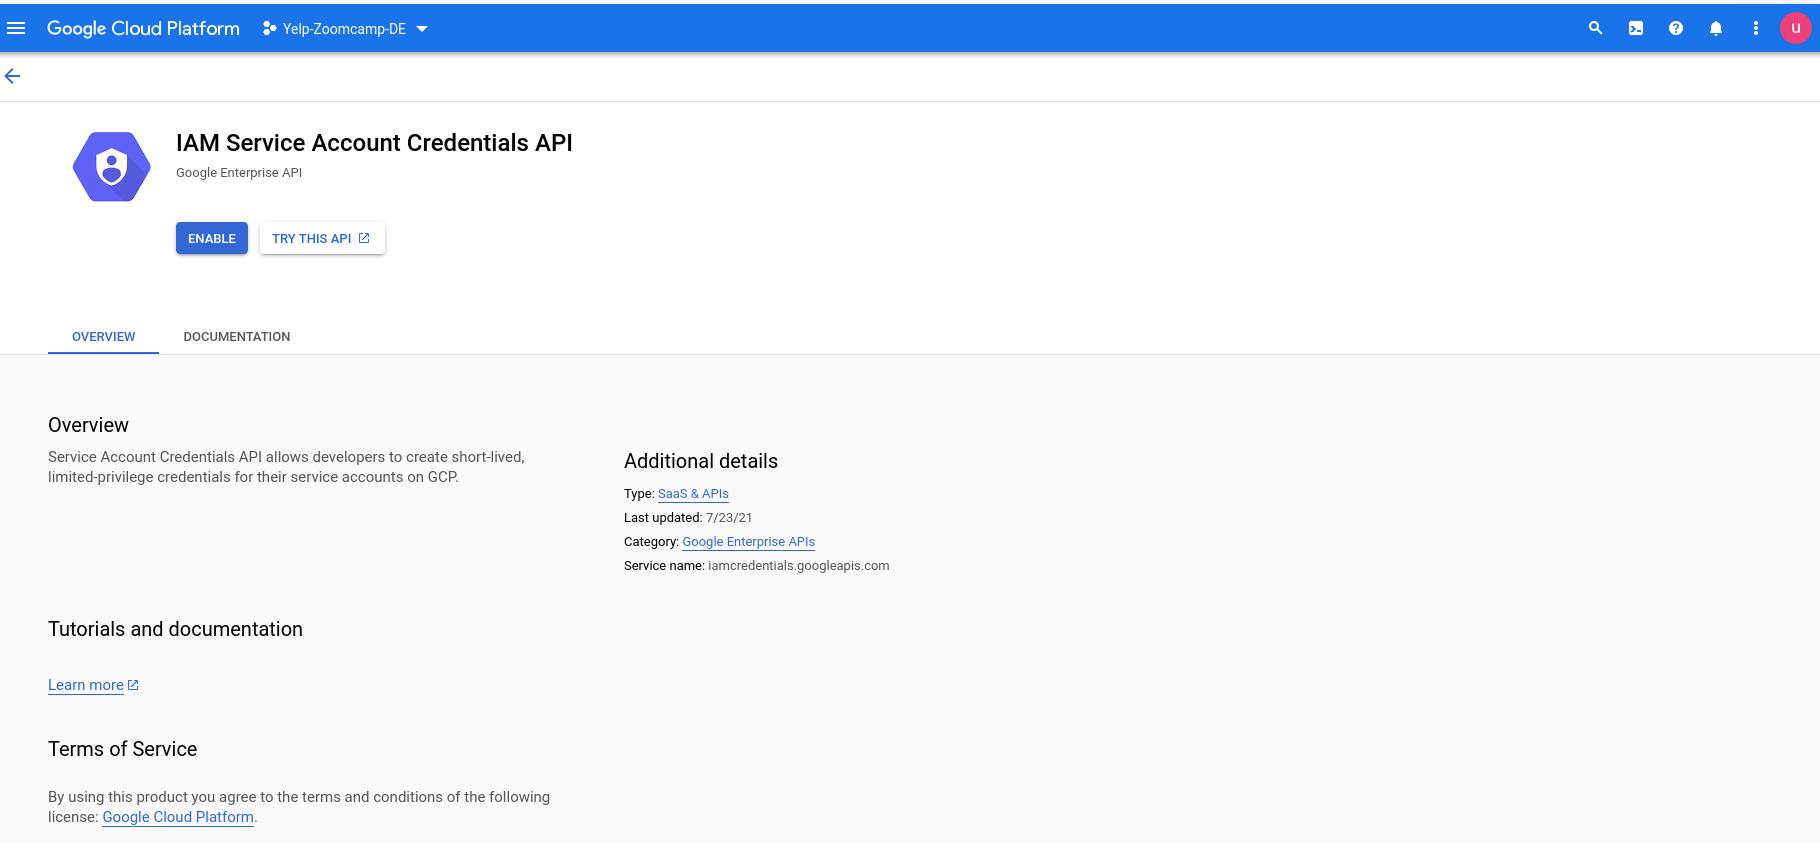 Google Cloud Platform
Yelp-Zoomcamp-DE
u
IAM Service Account Credentials API
Google Enterprise API
ENABLE
TRY THIS API
OVERVIEW
DOCUMENTATION
Overview
Service Account Credentials API allows developers to create short-lived,
limited-privilege credentials for their service accounts on GCP.
Additional details
Type: SaaS & APIs
Last updated: 7/23/21
Category: Google Enterprise APIs
Service name: iamcredentials.googleapis.com
Tutorials and documentation
Learn more
Terms of Service
By using this product you agree to the terms and conditions of the following
license: Google Cloud Platform.